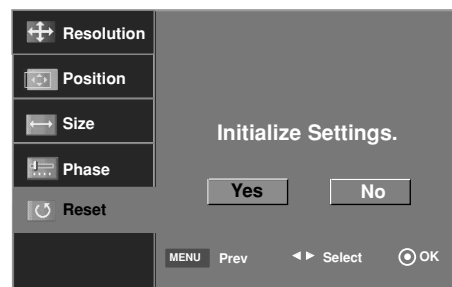 Resolution
Position
Size
Phase
Reset
Initialize Settings.
Yes No
MENU Prev ◄► Select OK